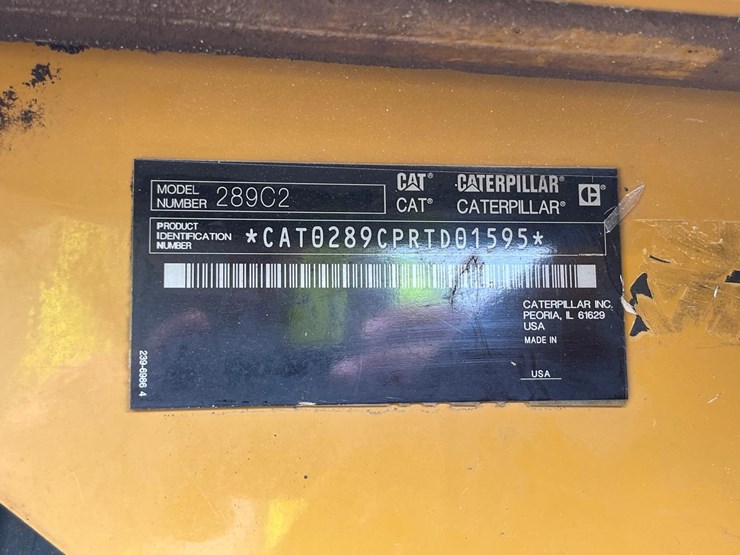 MODEL NUMBER 289C2
CAT® CATERPILLAR® C
CAT® CATERPILLAR®
PRODUCT IDENTIFICATION NUMBER *CAT0289CPRTD01595*
CATERPILLAR INC.
PEORIA, IL 61629
USA
MADE IN
USA
239-6966 4